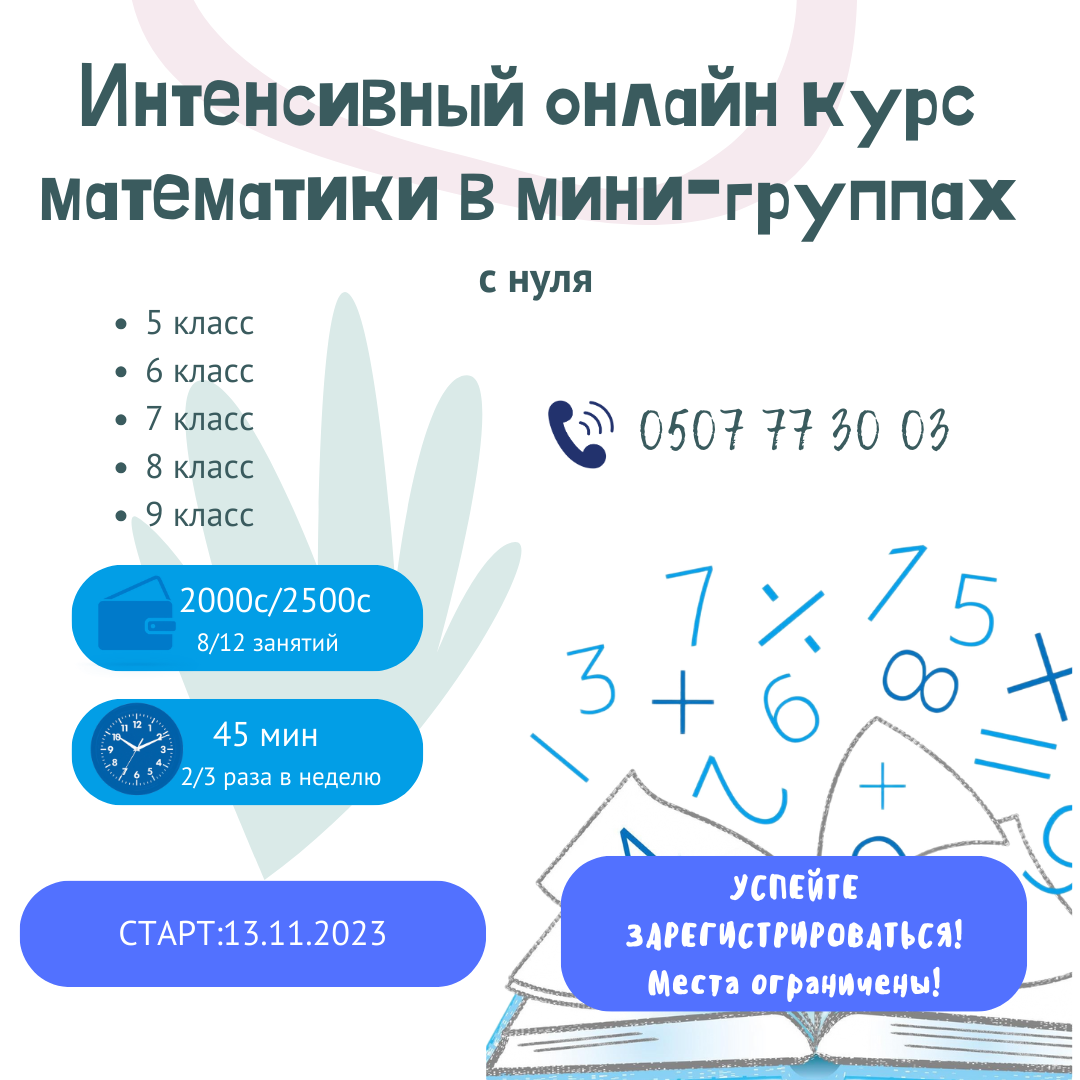 Интенсивный онлайн курс
математики в мини-группах
с нуля
• 5 класс
• 6 класс
• 7 класс
• 8 класс
• 9 класс
0507 77 30 03
2000с/2500с
8/12 занятий
45 мин
2/3 раза в неделю
СТАРТ:13.11.2023
УСПЕЙТЕ
ЗАРЕГИСТРИРОВАТЬСЯ!
Места ограничены!